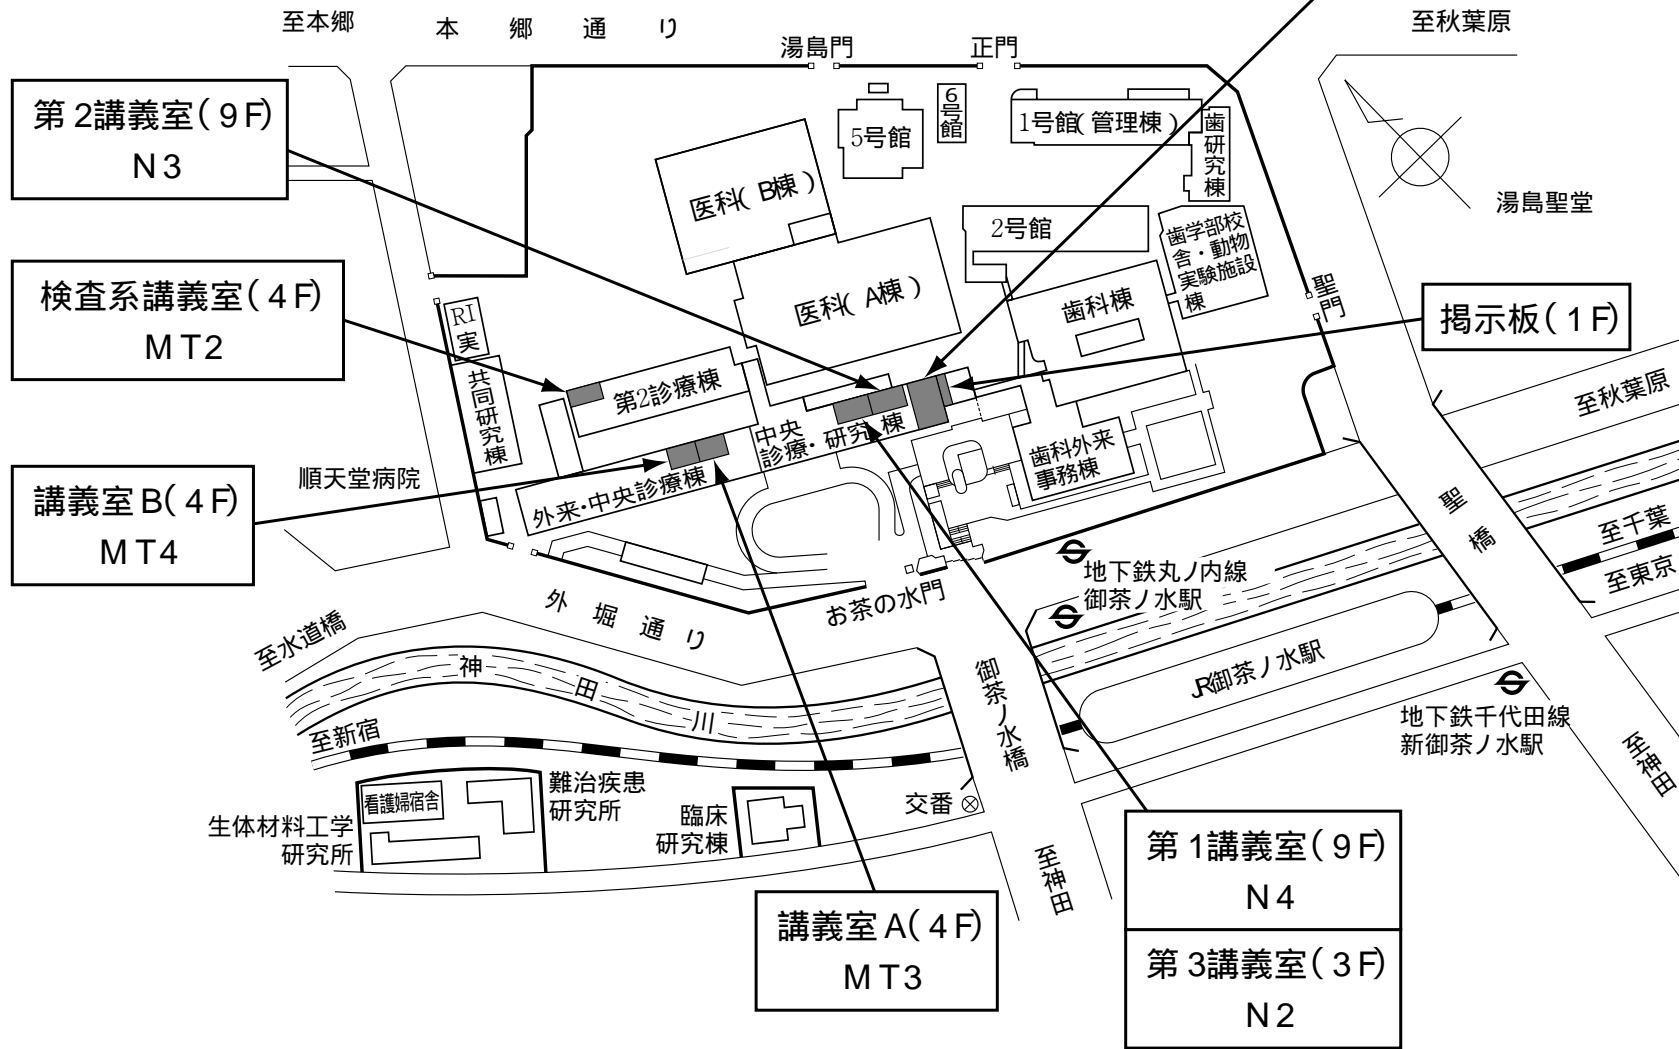 至本郷
本郷通り
湯島門
正門
至秋葉原
第2講義室(9F)
N3
5号館
6号館
1号館(管理棟)
歯研究棟
湯島聖堂
医科(B棟)
2号館
歯学部校
舎・動物
実験施設
棟
検査系講義室(4F)
MT2
RI
実
医科(A棟)
歯科棟
聖門
掲示板(1F)
共同研究棟
第2診療棟
中央
診療・研究棟
至秋葉原
順天堂病院
歯科外来
事務棟
講義室B(4F)
MT4
外来・中央診療棟
聖橋
至千葉
至東京
地下鉄丸ノ内線
御茶ノ水駅
お茶の水門
外堀通り
至水道橋
神田川
御茶ノ水橋
JR御茶ノ水駅
地下鉄千代田線
新御茶ノ水駅
至神田
至新宿
看護婦宿舎
難治疾患
研究所
生体材料工学
研究所
臨床
研究棟
交番
至神田
第1講義室(9F)
N4
第3講義室(3F)
N2
講義室A(4F)
MT3